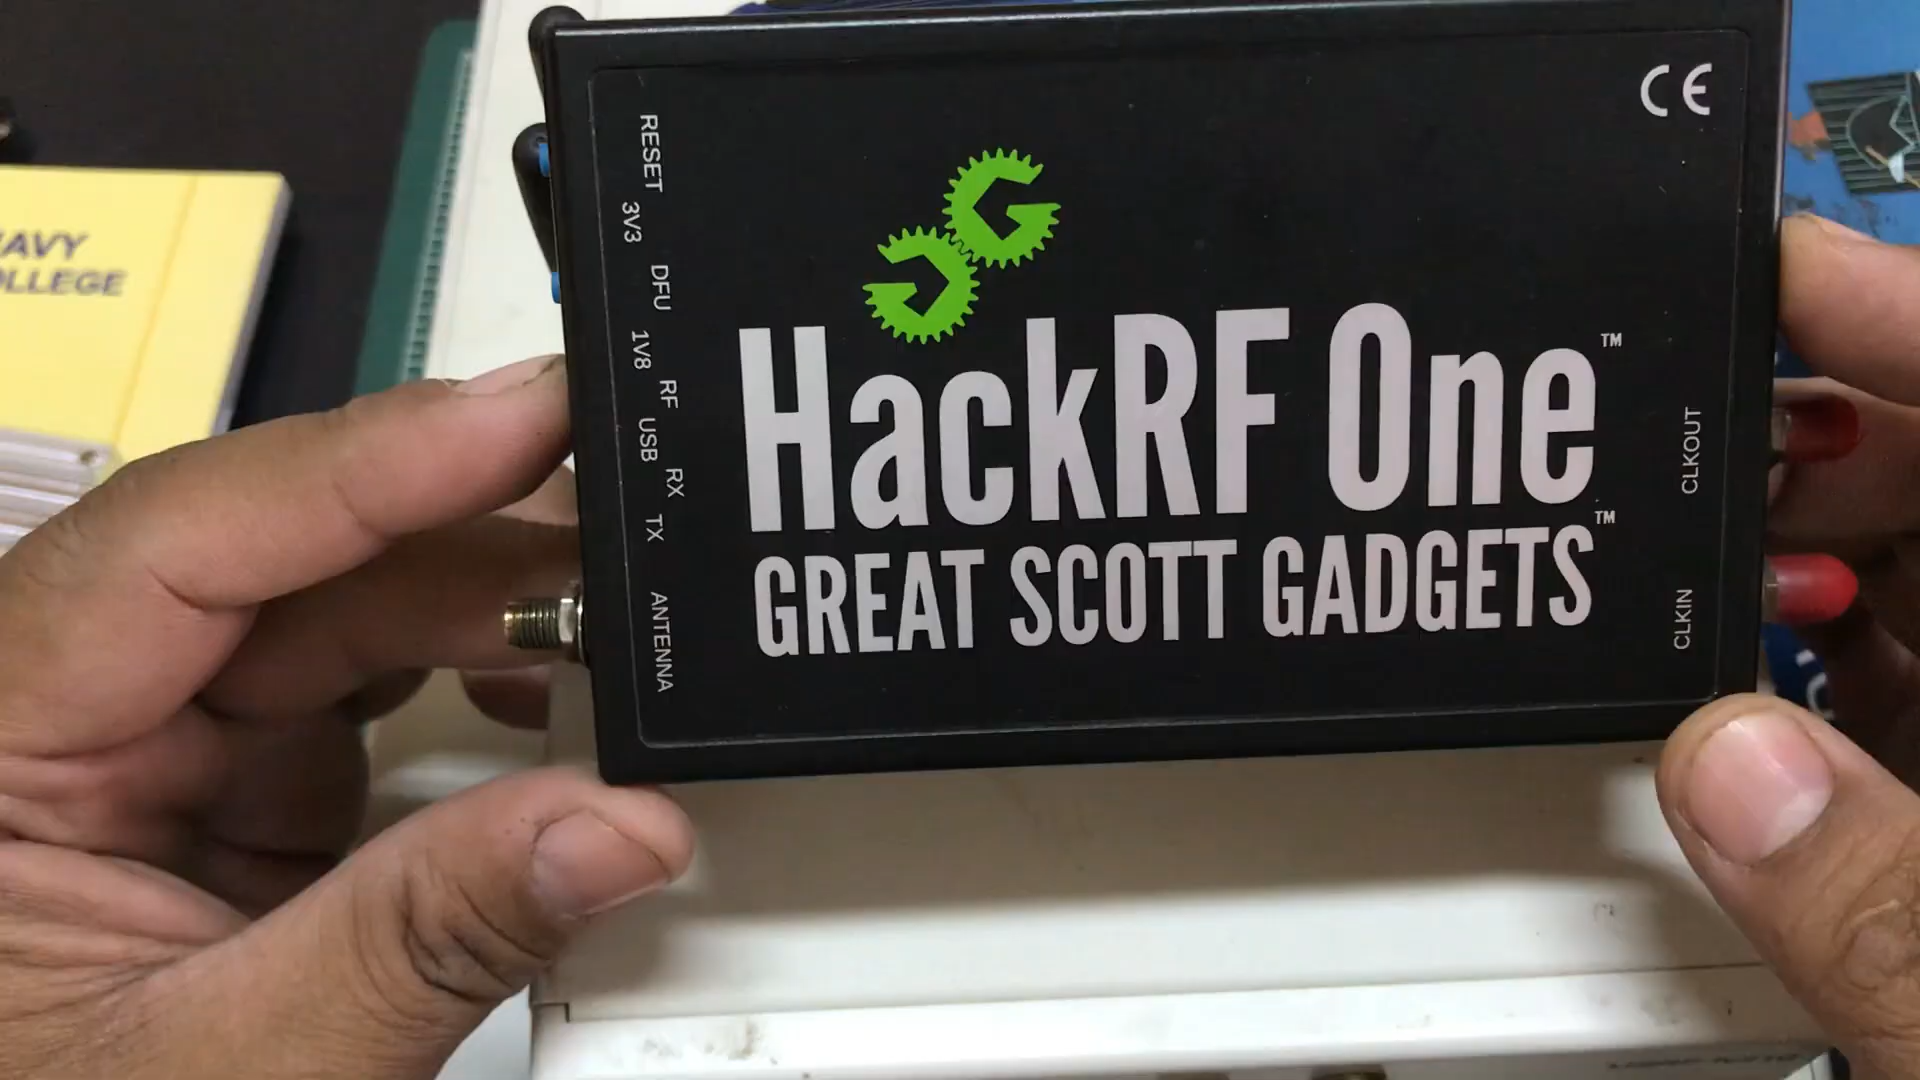 CE
RESET
3V3
DFU
1V8
RF
USB
RX
TX
ANTENNA
HackRF One™
GREAT SCOTT GADGETS™
CLKOUT
CLKIN